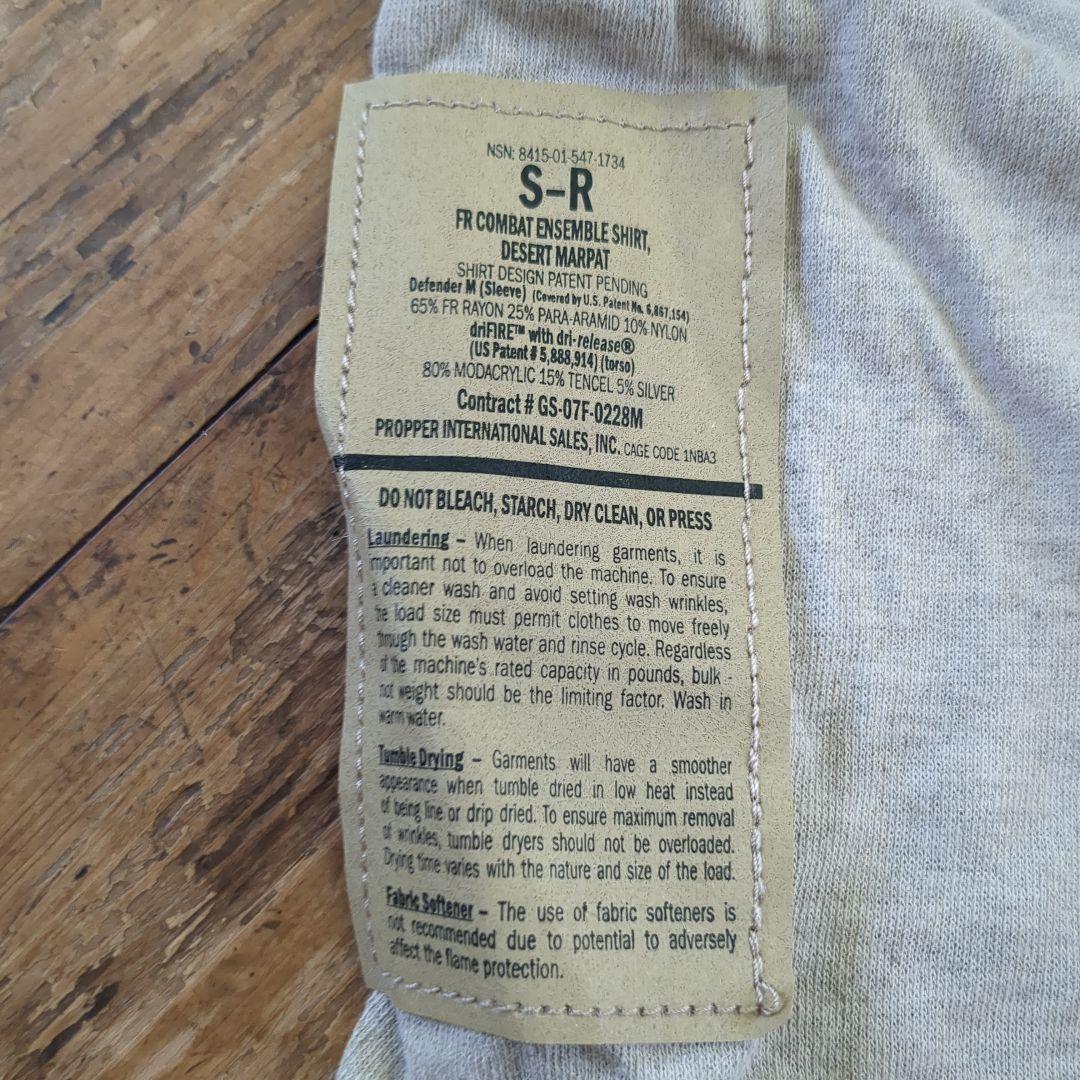 NSN: 8415-01-547-1734
S-R
FR COMBAT ENSEMBLE SHIRT,
DESERT MARPAT
SHIRT DESIGN PATENT PENDING
Defender M (Sleeve) (Covered by U.S. Patent No. 6,867,154)
65% FR RAYON 25% PARA-ARAMID 10% NYLON
driFIRE™ with dri-release®
(US Patent # 5,888,914) (torso)
80% MODACRYLIC 15% TENCEL 5% SILVER
Contract # GS-07F-0228M
PROPPER INTERNATIONAL SALES, INC. CAGE CODE 1NBA3
DO NOT BLEACH, STARCH, DRY CLEAN, OR PRESS
Laundering – When laundering garments, it is
important not to overload the machine. To ensure
a cleaner wash and avoid setting wash wrinkles,
the load size must permit clothes to move freely
through the wash water and rinse cycle. Regardless
of the machine's rated capacity in pounds, bulk -
not weight should be the limiting factor. Wash in
warm water.
Tumble Drying – Garments will have a smoother
appearance when tumble dried in low heat instead
of being line or drip dried. To ensure maximum removal
of wrinkles, tumble dryers should not be overloaded.
Drying time varies with the nature and size of the load.
Fabric Softener – The use of fabric softeners is
not recommended due to potential to adversely
affect the flame protection.